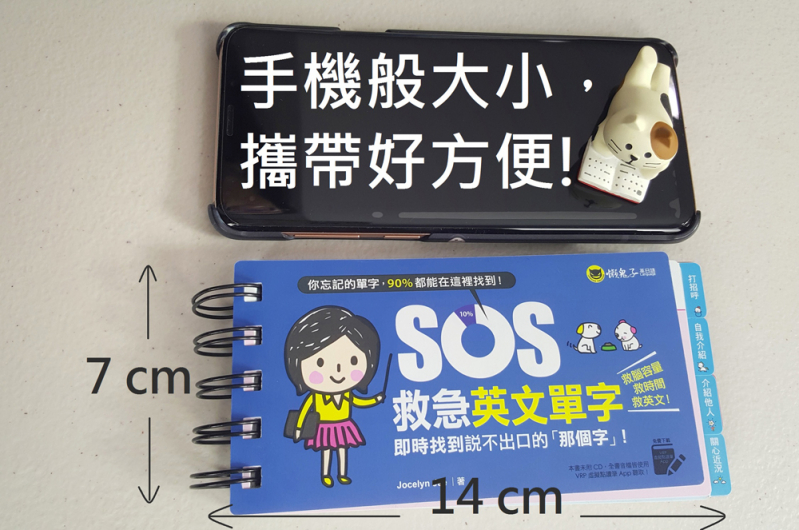 手機般大小，
攜帶好方便!
你忘記的單字，90%都能在這裡找到！
懶鬼子
10%
SOS
救急英文單字
救腦容量
救時間
救英文！
即時找到說不出口的「那個字」！
Jocelyn
著
打招呼
自我介紹
介紹他人
關心近況
7 cm
14 cm